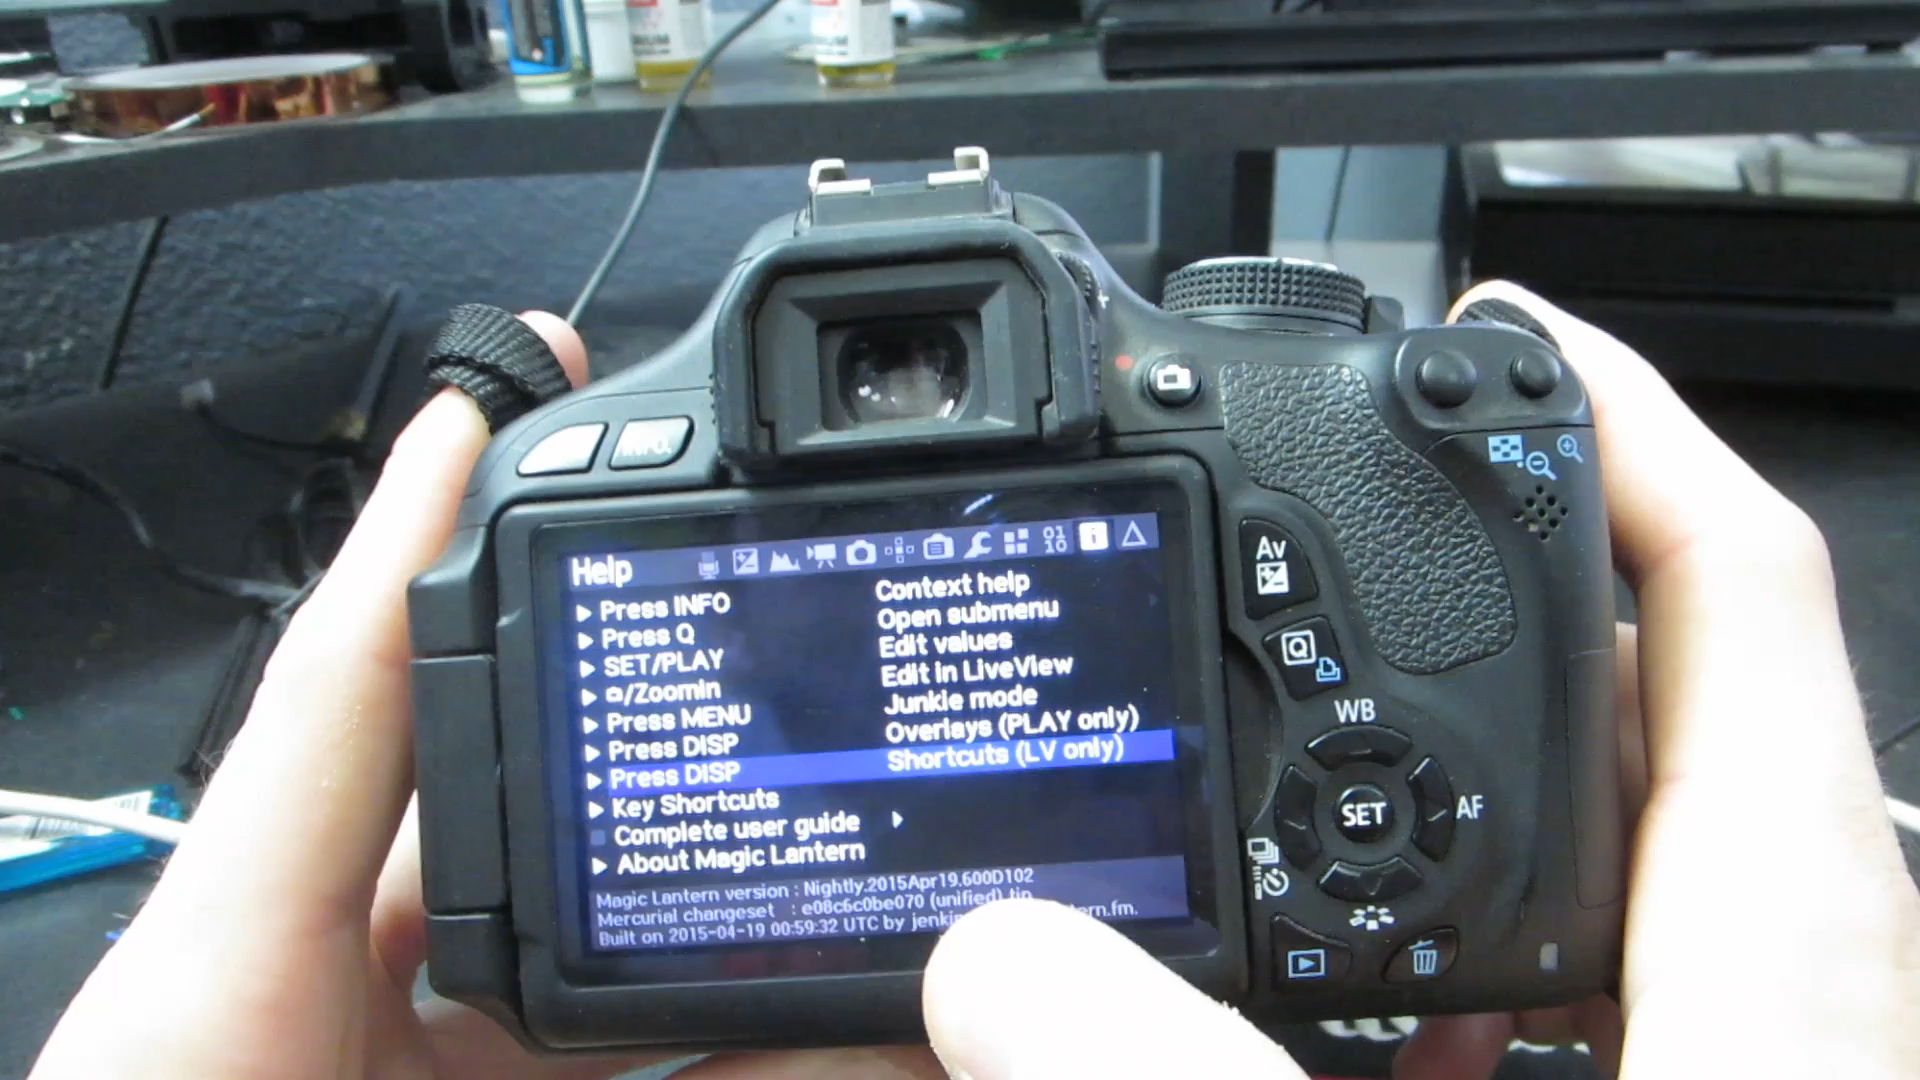 NUM
INFO.
Help
01
10
i
Press INFO Context help
Press Q Open submenu
SET/PLAY Edit values
/ZoomIn Edit in LiveView
Press MENU Junkie mode
Press DISP Overlays (PLAY only)
Press DISP Shortcuts (LV only)
Key Shortcuts
Complete user guide
About Magic Lantern
Magic Lantern version : Nightly.2015Apr19.600D102
Mercurial changeset : e08c6c0be070 (unified) tip
Built on 2015-04-19 00:59:32 UTC by
Av
Q
WB
SET
AF